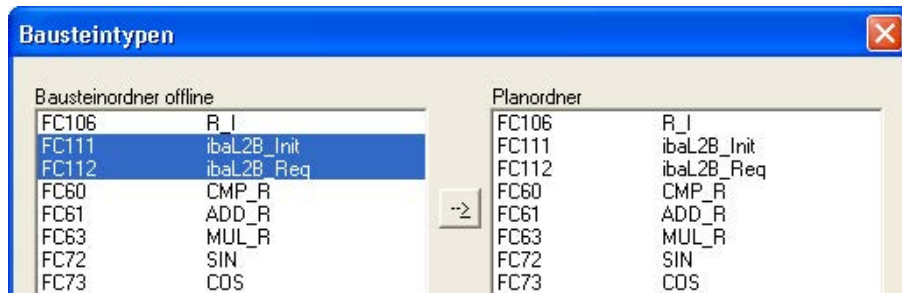 Bausteintypen
Bausteinordner offline
FC106 R_I
FC111 ibaL2B_Init
FC112 ibaL2B_Req
FC60 CMP_R
FC61 ADD_R
FC63 MUL_R
FC72 SIN
FC73 COS
-->
Planordner
FC106 R_I
FC111 ibaL2B_Init
FC112 ibaL2B_Req
FC60 CMP_R
FC61 ADD_R
FC63 MUL_R
FC72 SIN
FC73 COS